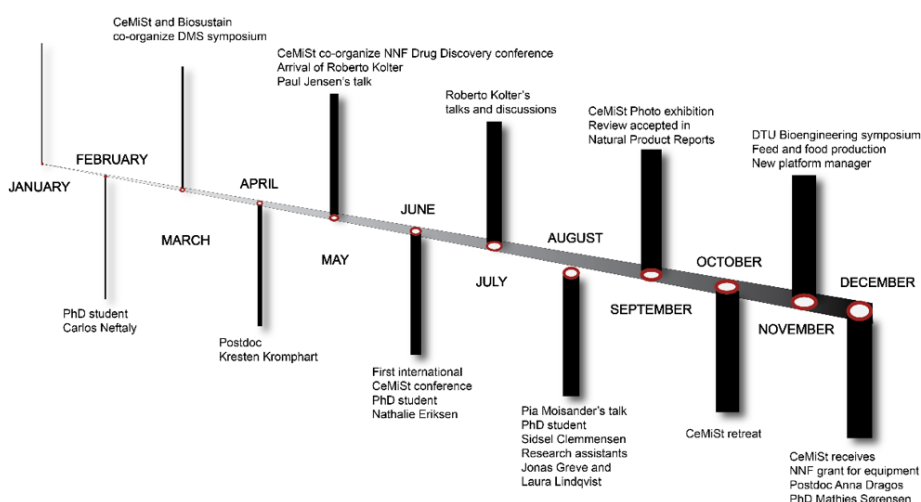 CeMiSt and Biosustain
co-organize DMS symposium
CeMiSt co-organize NNF Drug Discovery conference
Arrival of Roberto Kolter
Paul Jensen's talk
Roberto Kolter's
talks and discussions
CeMiSt Photo exhibition
Review accepted in
Natural Product Reports
DTU Bioengineering symposium
Feed and food production
New platform manager
JANUARY
FEBRUARY
MARCH
APRIL
MAY
JUNE
JULY
AUGUST
SEPTEMBER
OCTOBER
NOVEMBER
DECEMBER
PhD student
Carlos Neftaly
Postdoc
Kresten Kromphart
First international
CeMiSt conference
PhD student
Nathalie Eriksen
Pia Moisander's talk
PhD student
Sidsel Clemmensen
Research assistants
Jonas Greve and
Laura Lindqvist
CeMiSt retreat
CeMiSt receives
NNF grant for equipment
Postdoc Anna Dragos
PhD Mathies Sørensen